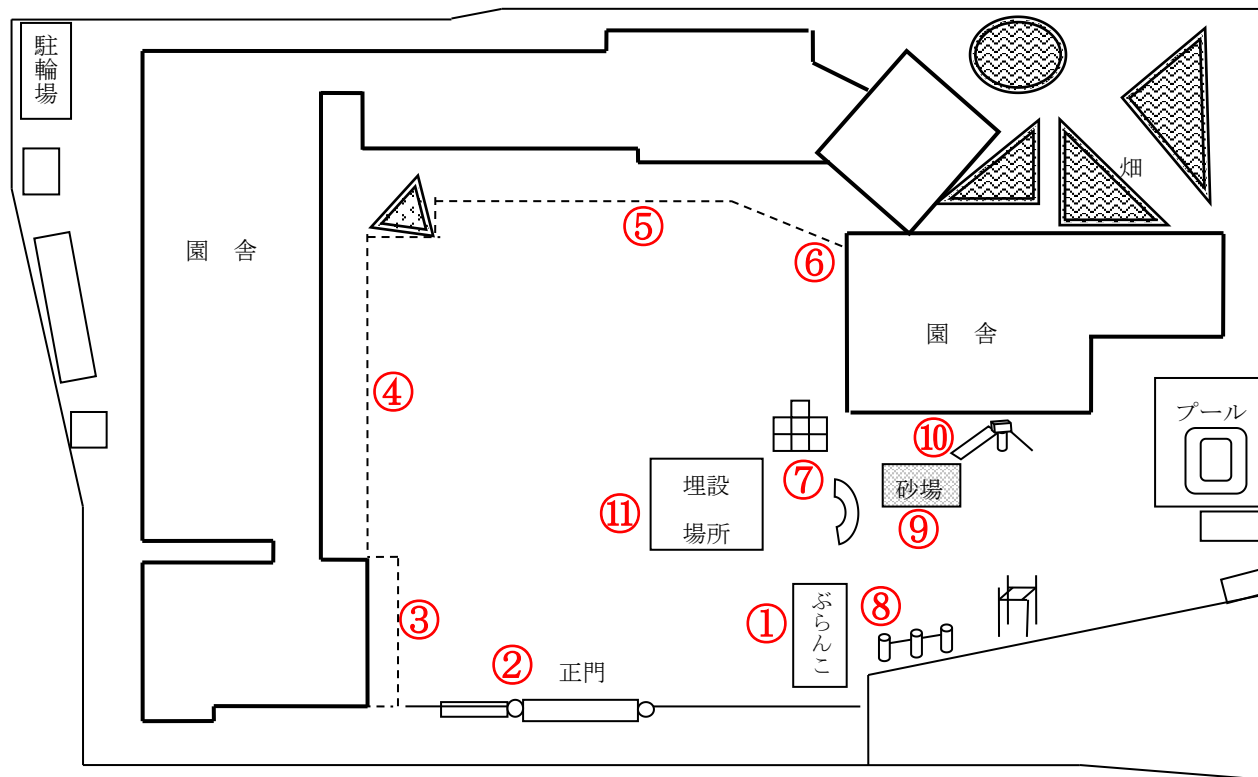 駐輪場
畑
⑤
⑥
園 舎
園 舎
④
プール
⑩
埋設
場所
⑦
砂場
⑪
⑨
③
①
ぶらんこ
⑧
②
正門